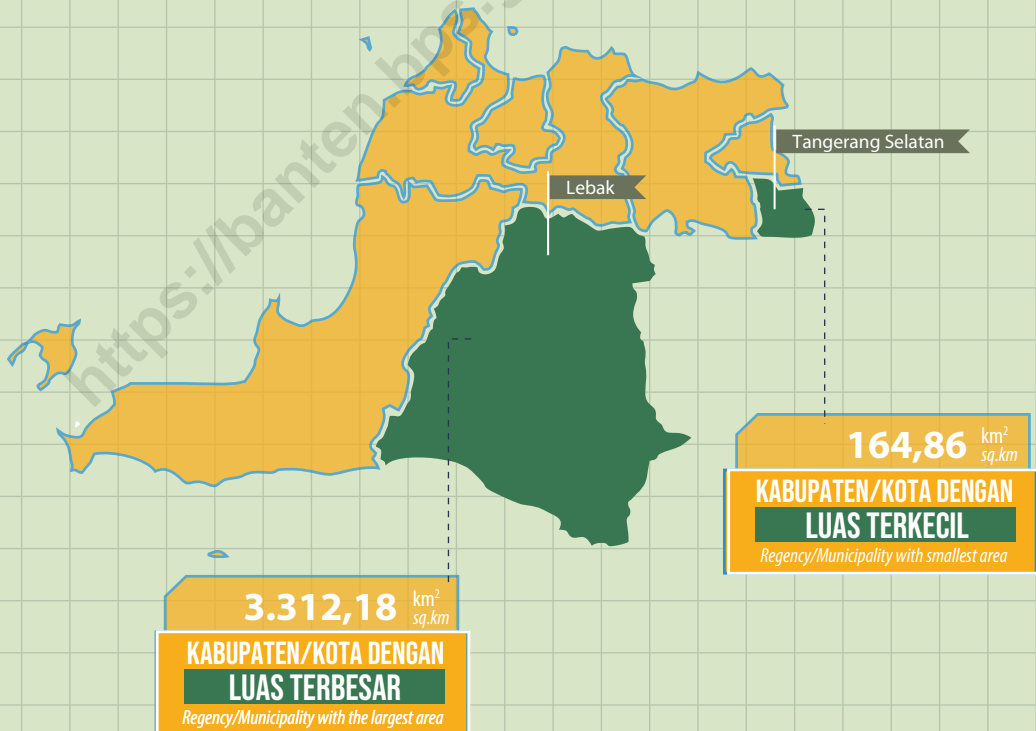 https://banten.bps.
Tangerang Selatan
Lebak
164,86 km²
sq.km
KABUPATEN/KOTA DENGAN
LUAS TERKECIL
Regency/Municipality with smallest area
3.312,18 km²
sq.km
KABUPATEN/KOTA DENGAN
LUAS TERBESAR
Regency/Municipality with the largest area